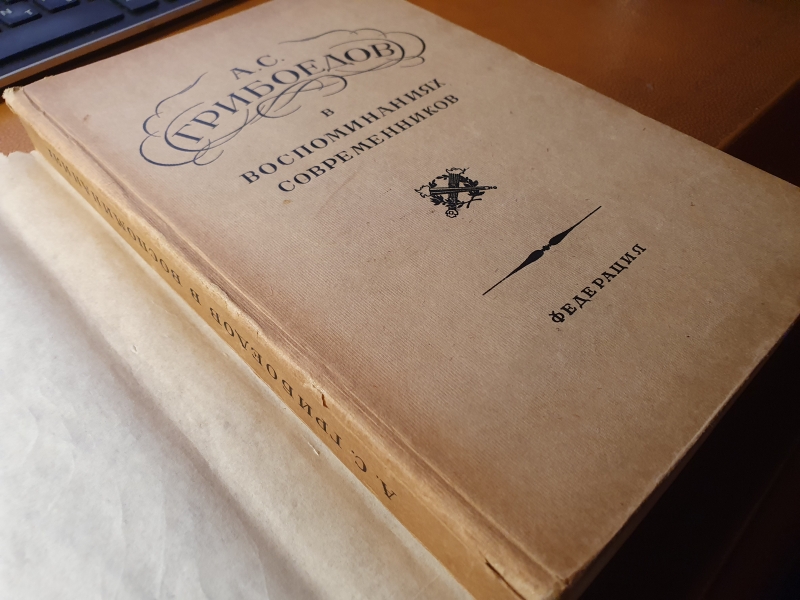 А.С.
ГРИБОЕДОВ
В
ВОСПОМИНАНИЯХ
СОВРЕМЕННИКОВ
ФЕДЕРАЦИЯ
А. С. ГРИБОЕДОВ В ВОСПОМИНАНИЯХ